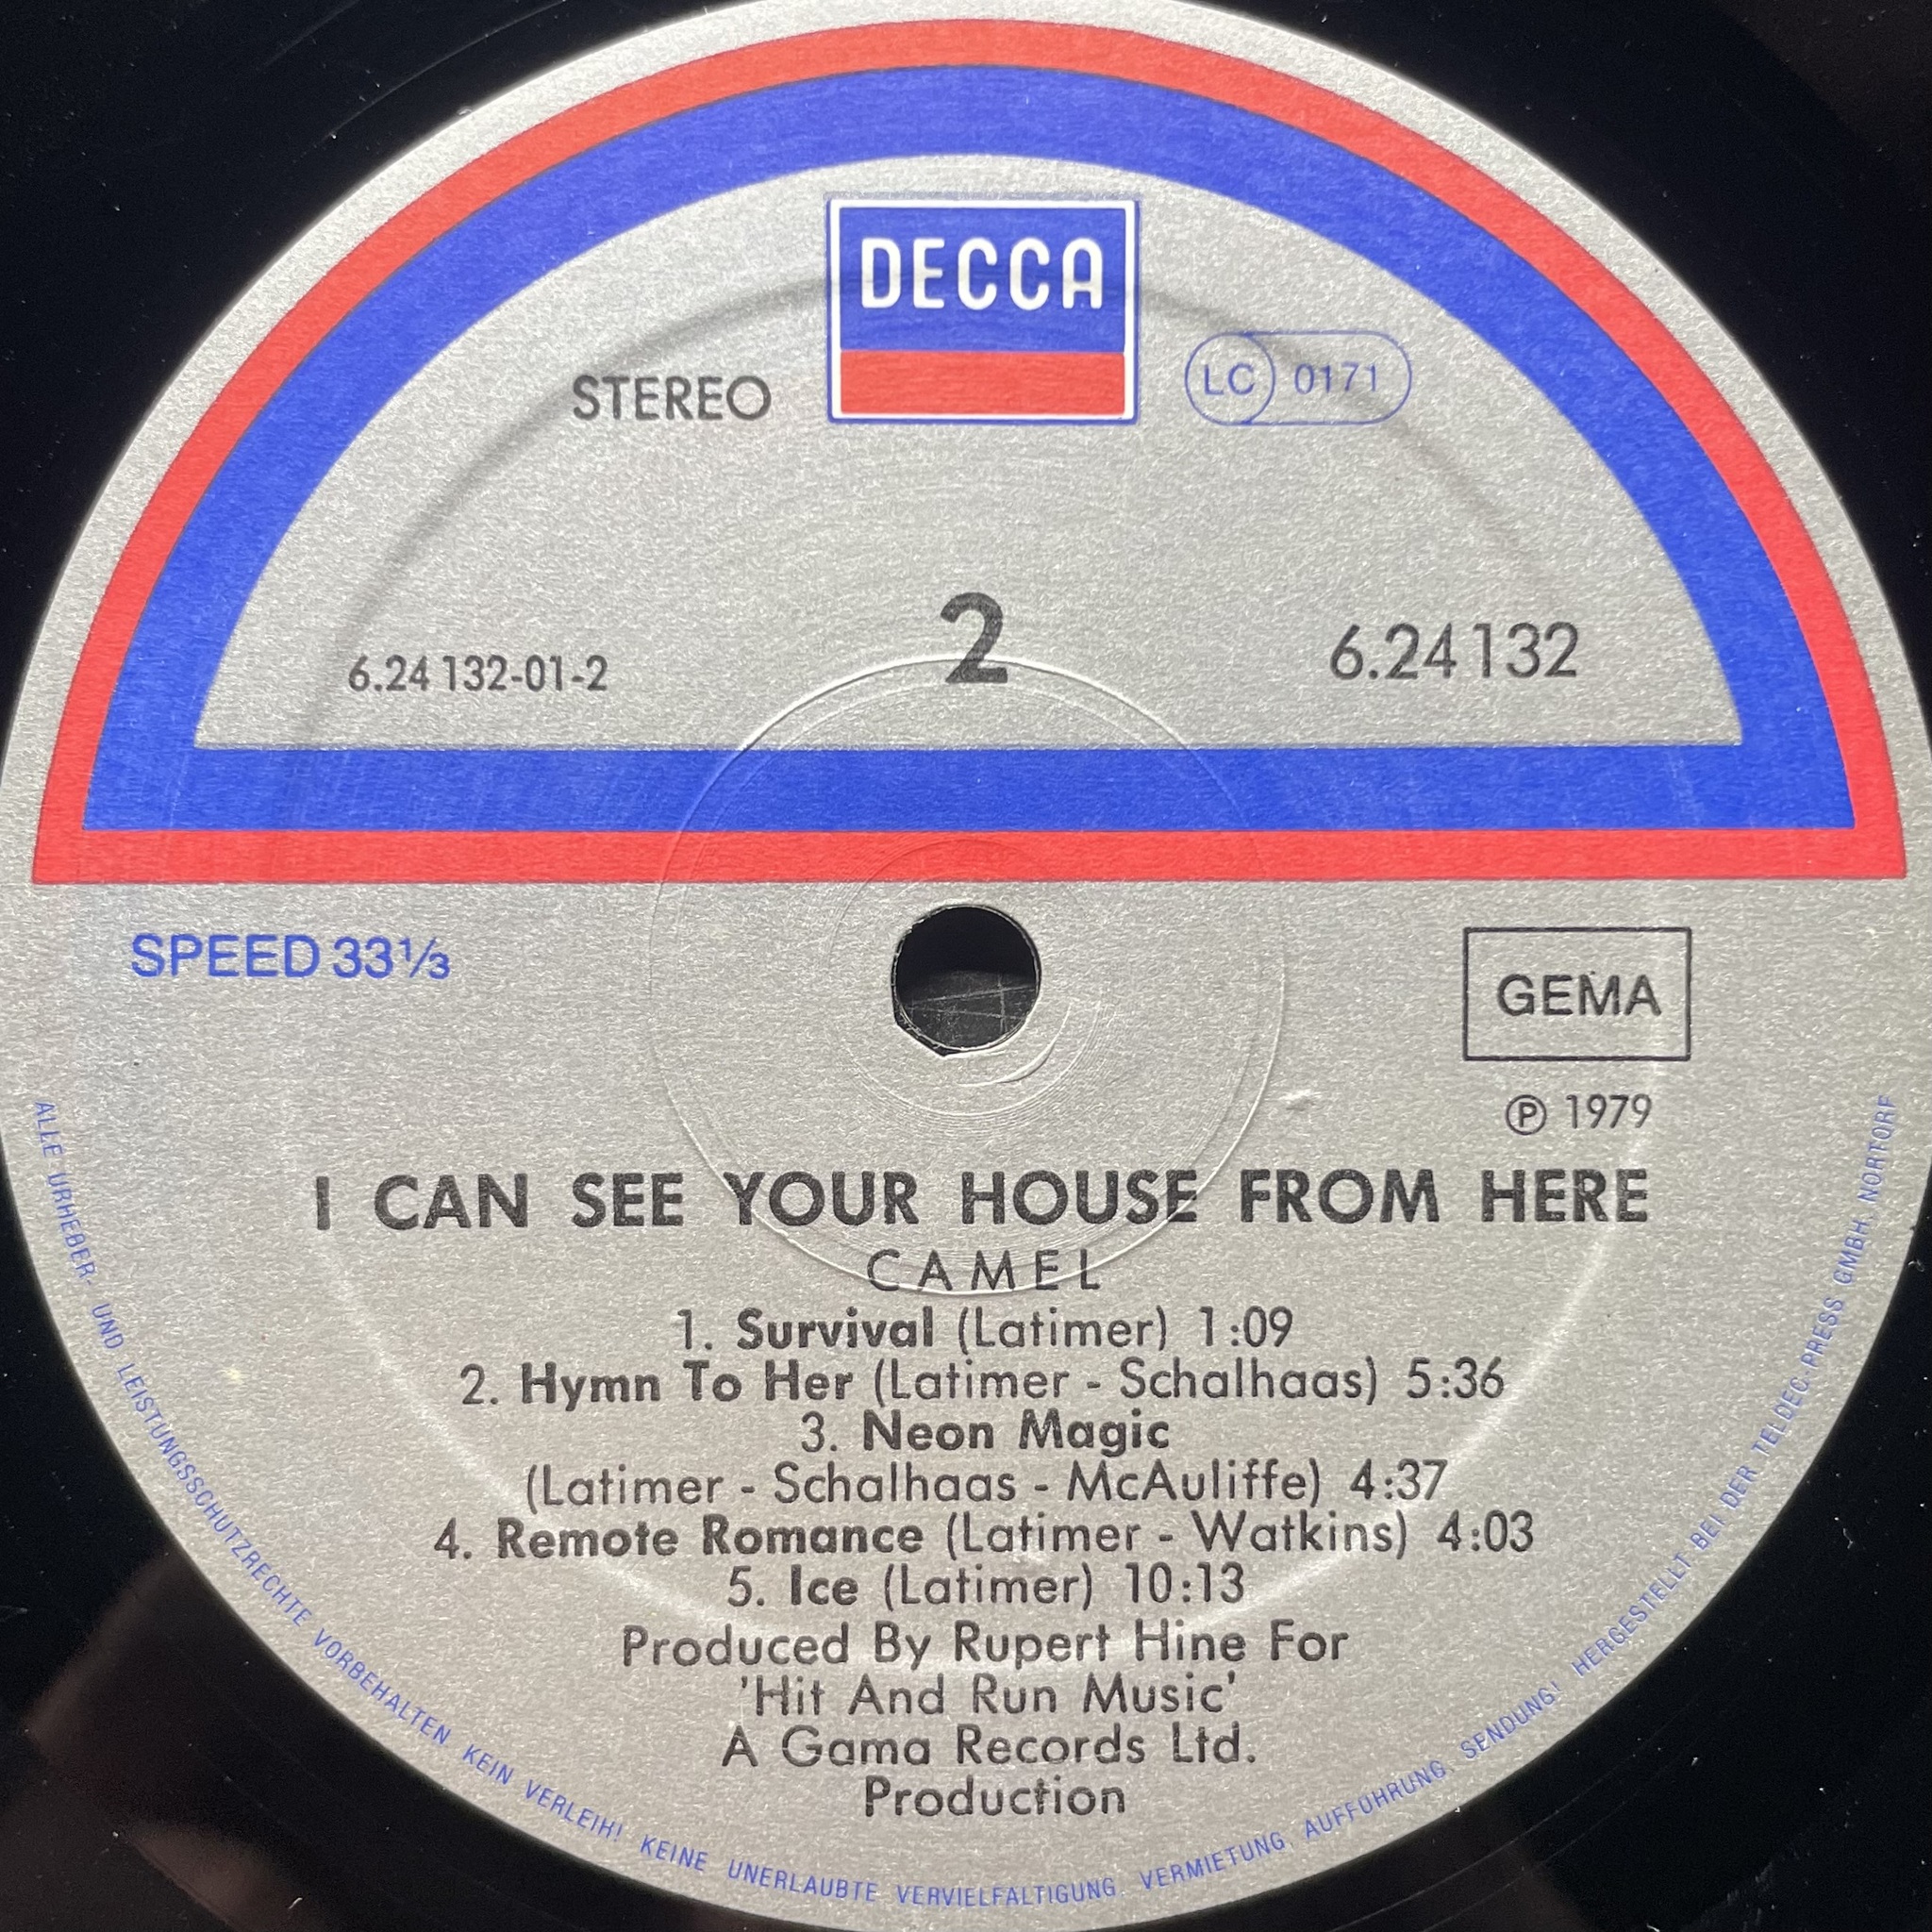 DECCA
STEREO
LC 0171
6.24 132-01-2
2
6.24 132
SPEED 33⅓
GEMA
℗ 1979
I CAN SEE YOUR HOUSE FROM HERE
CAMEL
1. Survival (Latimer) 1:09
2. Hymn To Her (Latimer - Schalhaas) 5:36
3. Neon Magic
(Latimer - Schalhaas - McAuliffe) 4:37
4. Remote Romance (Latimer - Watkins) 4:03
5. Ice (Latimer) 10:13
Produced By Rupert Hine For
'Hit And Run Music'
A Gama Records Ltd.
Production
ALLE URHEBER- UND LEISTUNGSSCHUTZRECHTE VORBEHALTEN KEIN VERLEIH! KEINE UNERLAUBTE VERVIELFALTIGUNG. VERMIETUNG. AUFFÜHRUNG. SENDUNG! HERGESTELLT BEI DER TELDEC-PRESS GMBH. NORTORF